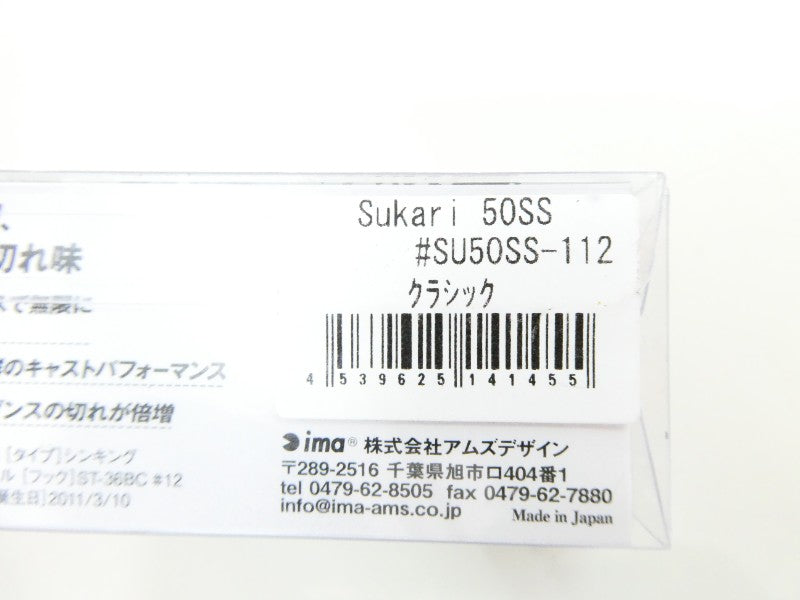 Sukari 50SS
#SU50SS-112
クラシック
4 539625 141455
切れ味
で無限に
のキャストパフォーマンス
ンスの切れが倍増
[タイプ]シンキング
ル [フック]ST-36BC #12
生日]2011/3/10
ima® 株式会社アムズデザイン
〒289-2516 千葉県旭市ロ404番1
tel 0479-62-8505 fax 0479-62-7880
info@ima-ams.co.jp
Made in Japan